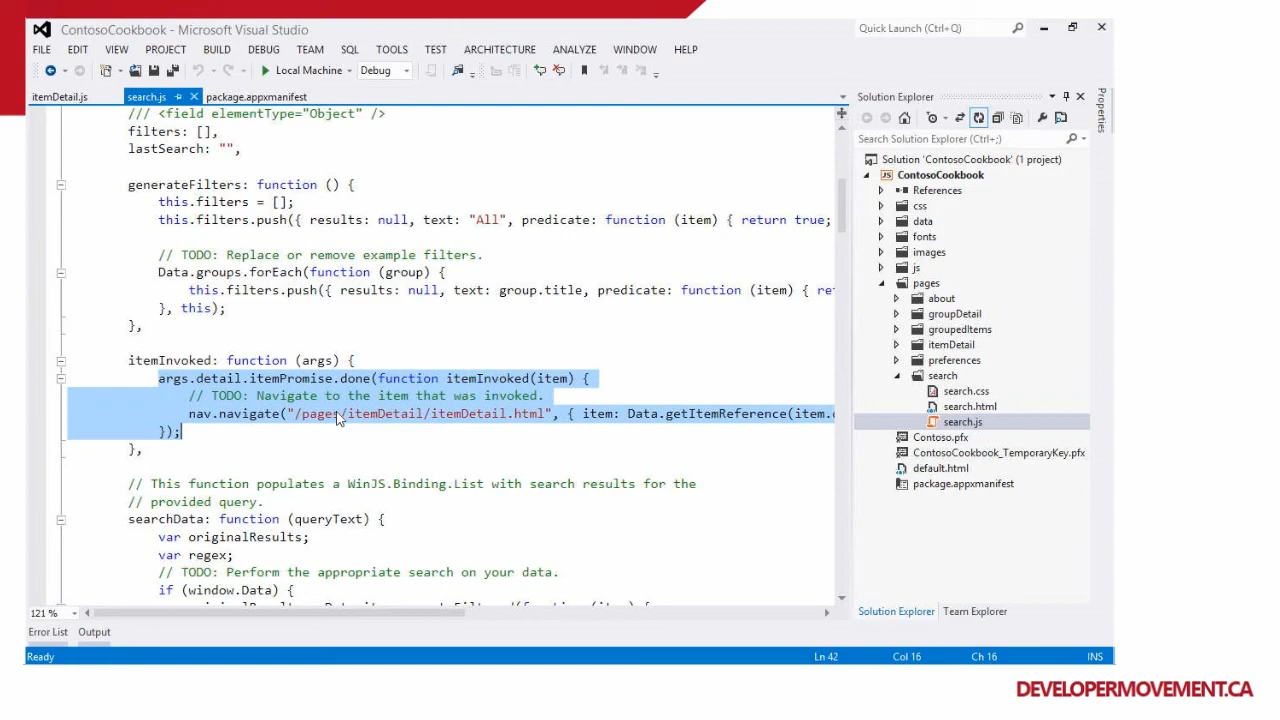 ContosoCookbook - Microsoft Visual Studio
Quick Launch (Ctrl+Q)
FILE EDIT VIEW PROJECT BUILD DEBUG TEAM SQL TOOLS TEST ARCHITECTURE ANALYZE WINDOW HELP
Local Machine Debug
itemDetail.js search.js package.appxmanifest
/// <field elementType="Object" />
filters: [],
lastSearch: "",
generateFilters: function () {
this.filters = [];
this.filters.push({ results: null, text: "All", predicate: function (item) { return true;
// TODO: Replace or remove example filters.
Data.groups.forEach(function (group) {
this.filters.push({ results: null, text: group.title, predicate: function (item) { ret
}, this);
},
itemInvoked: function (args) {
args.detail.itemPromise.done(function itemInvoked(item) {
// TODO: Navigate to the item that was invoked.
nav.navigate("/pages/itemDetail/itemDetail.html", { item: Data.getItemReference(item.d
});
},
// This function populates a WinJS.Binding.List with search results for the
// provided query.
searchData: function (queryText) {
var originalResults;
var regex;
// TODO: Perform the appropriate search on your data.
if (window.Data) {
121 %
Error List Output
Ready
Ln 42 Col 16 Ch 16 INS
Solution Explorer
Properties
Search Solution Explorer (Ctrl+;)
Solution 'ContosoCookbook' (1 project)
JS ContosoCookbook
References
css
data
fonts
images
js
pages
about
groupDetail
groupedItems
itemDetail
preferences
search
search.css
search.html
search.js
Contoso.pfx
ContosoCookbook_TemporaryKey.pfx
default.html
package.appxmanifest
Solution Explorer Team Explorer
DEVELOPERMOVEMENT.CA